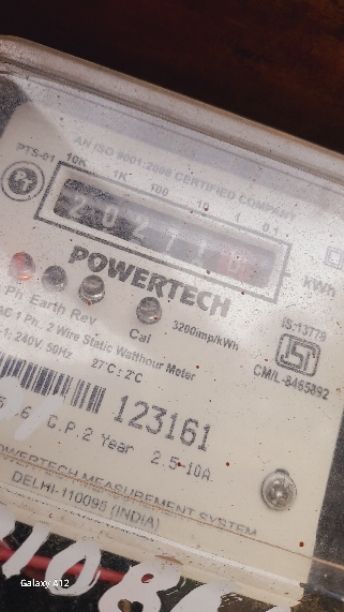 AN ISO 9001:2008 CERTIFIED COMPANY
PTS-01 10K 1K 100 10 1 0.1
PT
kWh
POWERTECH
Ph Earth Rev Cal 3200imp/kWh
AC 1 Ph. 2 Wire Static Watthour Meter
240V, 50Hz 27°C±2°C
IS:13779
CM/L-8465892
123161
G.P.2 Year 2.5-10A
POWERTECH MEASUREMENT SYSTEM
DELHI-110095 (INDIA)
Galaxy A12